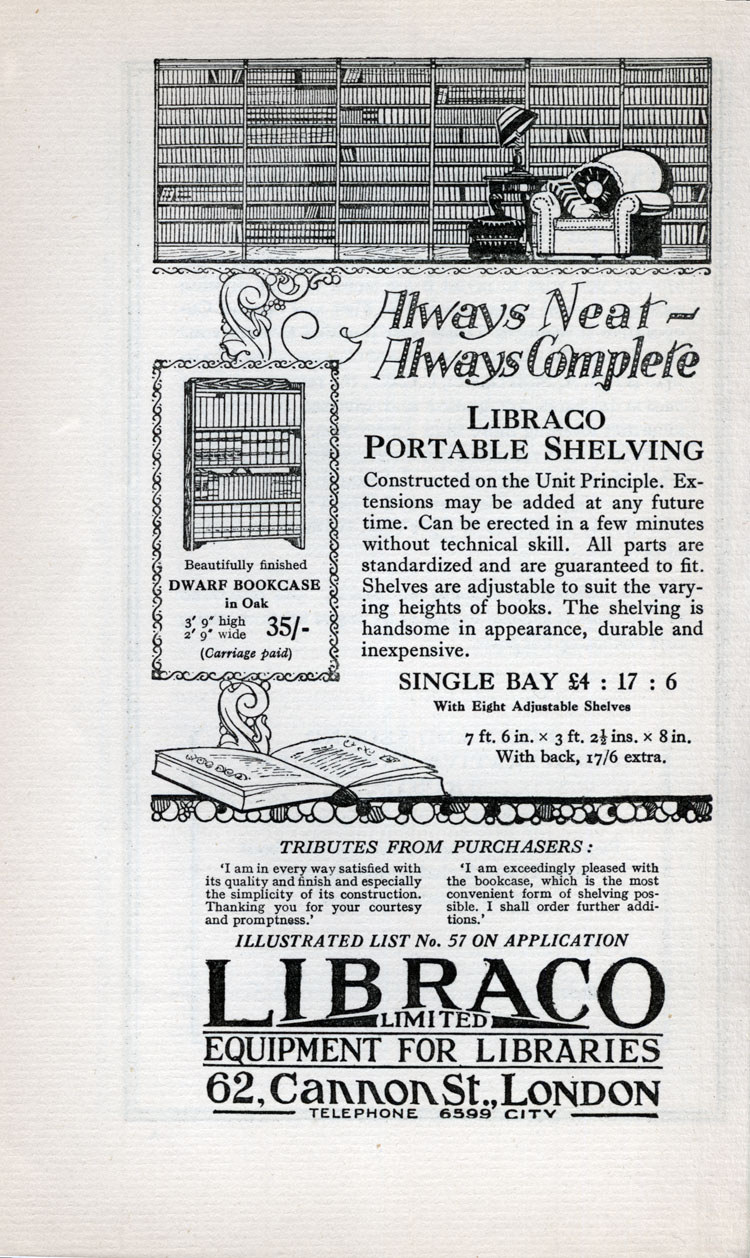 Always Neat –
Always Complete
LIBRACO
PORTABLE SHELVING
Constructed on the Unit Principle. Ex-
tensions may be added at any future
time. Can be erected in a few minutes
without technical skill. All parts are
standardized and are guaranteed to fit.
Shelves are adjustable to suit the vary-
ing heights of books. The shelving is
handsome in appearance, durable and
inexpensive.
SINGLE BAY £4 : 17 : 6
With Eight Adjustable Shelves
7 ft. 6 in. × 3 ft. 2½ ins. × 8 in.
With back, 17/6 extra.
Beautifully finished
DWARF BOOKCASE
in Oak
3′ 9″ high
2′ 9″ wide 35/-
(Carriage paid)
TRIBUTES FROM PURCHASERS:
'I am in every way satisfied with
its quality and finish and especially
the simplicity of its construction.
Thanking you for your courtesy
and promptness.'
'I am exceedingly pleased with
the bookcase, which is the most
convenient form of shelving pos-
sible. I shall order further addi-
tions.'
ILLUSTRATED LIST No. 57 ON APPLICATION
LIBRACO
LIMITED
EQUIPMENT FOR LIBRARIES
62, Cannon St., LONDON
TELEPHONE 6599 CITY